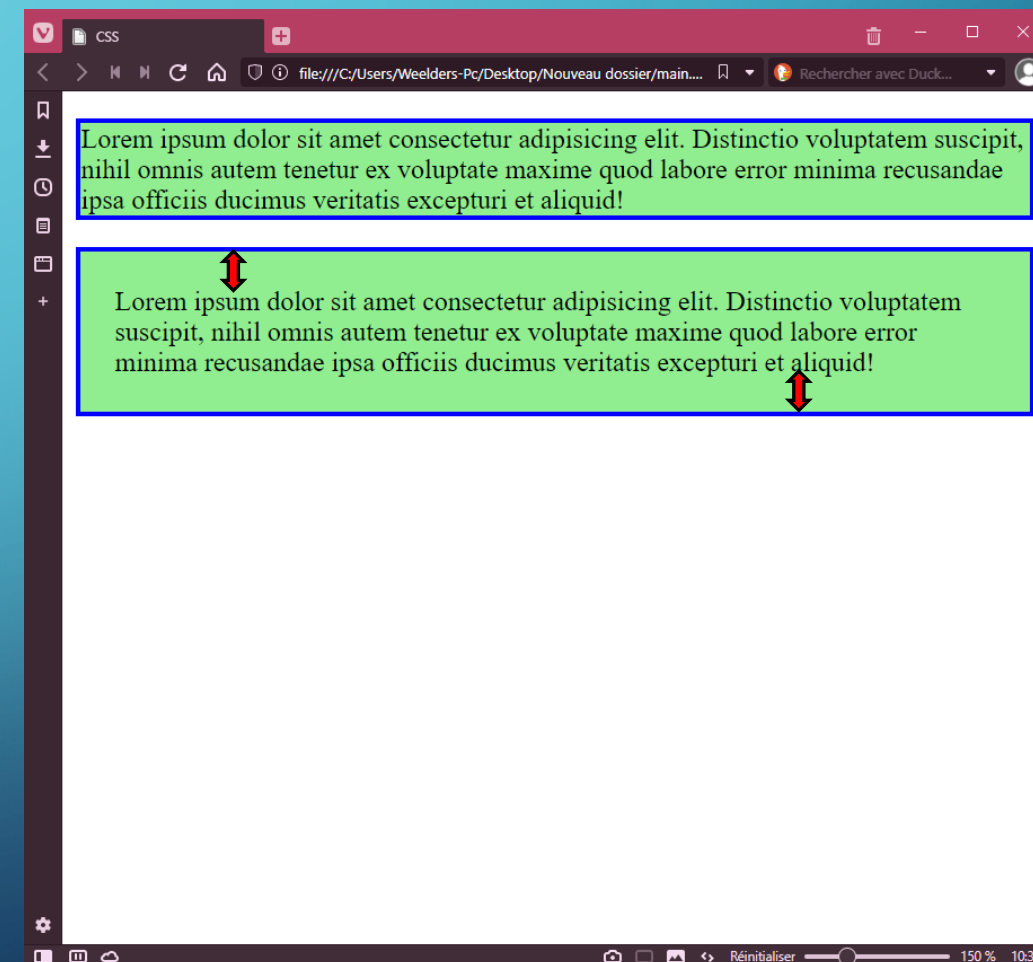 CSS
file:///C:/Users/Weelders-Pc/Desktop/Nouveau dossier/main.... Rechercher avec Duck...
Lorem ipsum dolor sit amet consectetur adipisicing elit. Distinctio voluptatem suscipit,
nihil omnis autem tenetur ex voluptate maxime quod labore error minima recusandae
ipsa officiis ducimus veritatis excepturi et aliquid!
Lorem ipsum dolor sit amet consectetur adipisicing elit. Distinctio voluptatem
suscipit, nihil omnis autem tenetur ex voluptate maxime quod labore error
minima recusandae ipsa officiis ducimus veritatis excepturi et aliquid!
Réinitialiser 150 %